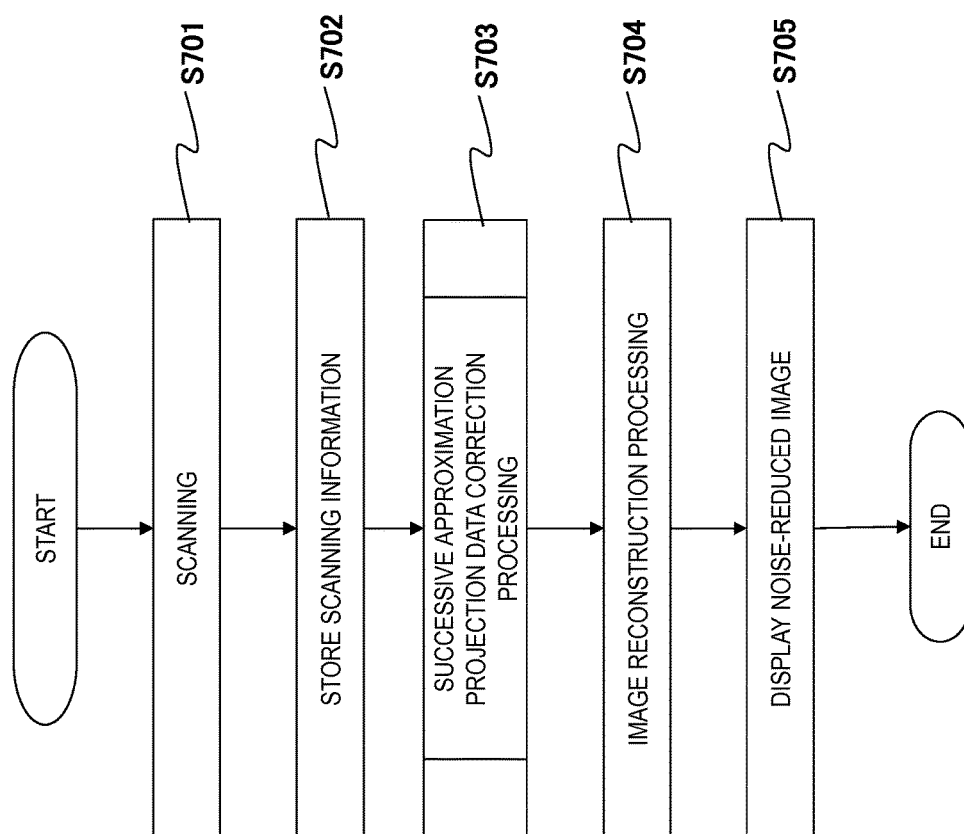 START
SCANNING
S701
STORE SCANNING INFORMATION
S702
SUCCESSIVE APPROXIMATION
PROJECTION DATA CORRECTION
PROCESSING
S703
IMAGE RECONSTRUCTION PROCESSING
S704
DISPLAY NOISE-REDUCED IMAGE
S705
END